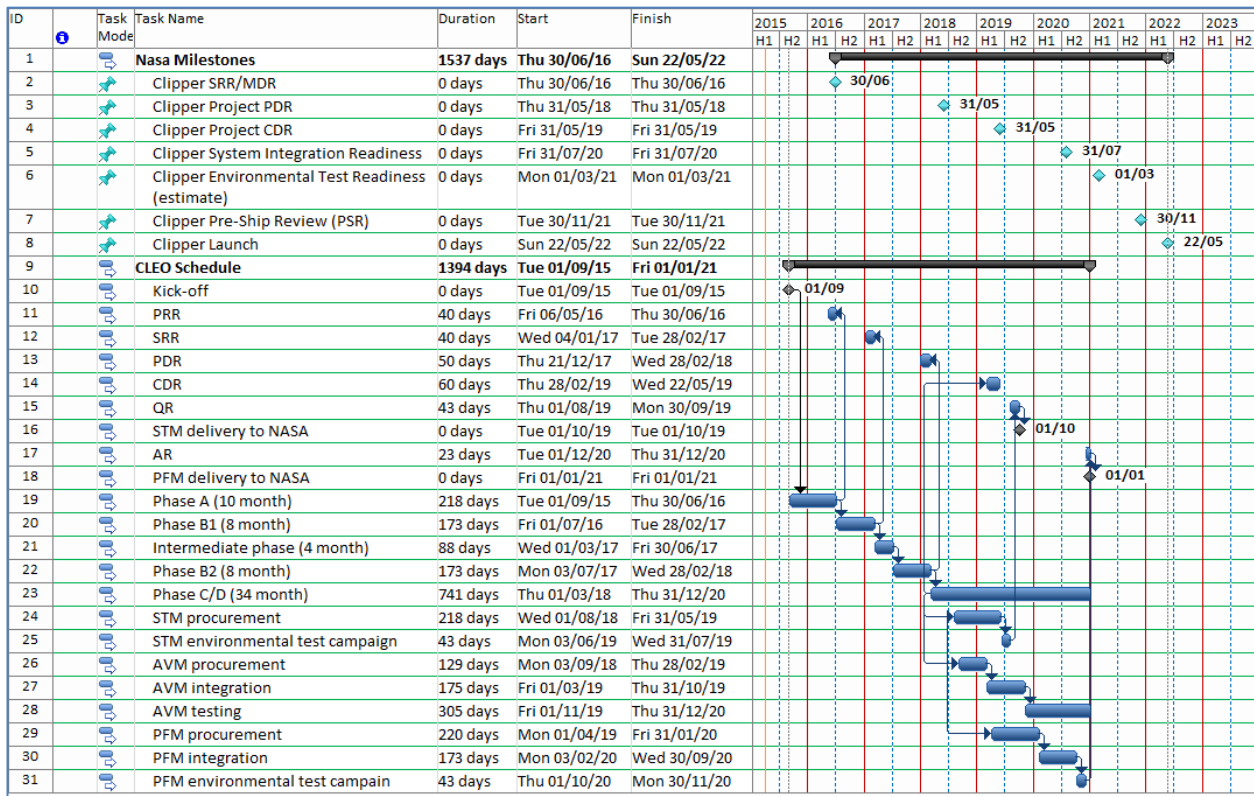 ID Task Mode Task Name Duration Start Finish 2015 2016 2017 2018 2019 2020 2021 2022 2023
H1 H2 H1 H2 H1 H2 H1 H2 H1 H2 H1 H2 H1 H2 H1 H2 H1 H2
1 Nasa Milestones 1537 days Thu 30/06/16 Sun 22/05/22
2 Clipper SRR/MDR 0 days Thu 30/06/16 Thu 30/06/16 30/06
3 Clipper Project PDR 0 days Thu 31/05/18 Thu 31/05/18 31/05
4 Clipper Project CDR 0 days Fri 31/05/19 Fri 31/05/19 31/05
5 Clipper System Integration Readiness 0 days Fri 31/07/20 Fri 31/07/20 31/07
6 Clipper Environmental Test Readiness 0 days Mon 01/03/21 Mon 01/03/21 01/03
(estimate)
7 Clipper Pre-Ship Review (PSR) 0 days Tue 30/11/21 Tue 30/11/21 30/11
8 Clipper Launch 0 days Sun 22/05/22 Sun 22/05/22 22/05
9 CLEO Schedule 1394 days Tue 01/09/15 Fri 01/01/21
10 Kick-off 0 days Tue 01/09/15 Tue 01/09/15 01/09
11 PRR 40 days Fri 06/05/16 Thu 30/06/16
12 SRR 40 days Wed 04/01/17 Tue 28/02/17
13 PDR 50 days Thu 21/12/17 Wed 28/02/18
14 CDR 60 days Thu 28/02/19 Wed 22/05/19
15 QR 43 days Thu 01/08/19 Mon 30/09/19
16 STM delivery to NASA 0 days Tue 01/10/19 Tue 01/10/19 01/10
17 AR 23 days Tue 01/12/20 Thu 31/12/20
18 PFM delivery to NASA 0 days Fri 01/01/21 Fri 01/01/21 01/01
19 Phase A (10 month) 218 days Tue 01/09/15 Thu 30/06/16
20 Phase B1 (8 month) 173 days Fri 01/07/16 Tue 28/02/17
21 Intermediate phase (4 month) 88 days Wed 01/03/17 Fri 30/06/17
22 Phase B2 (8 month) 173 days Mon 03/07/17 Wed 28/02/18
23 Phase C/D (34 month) 741 days Thu 01/03/18 Thu 31/12/20
24 STM procurement 218 days Wed 01/08/18 Fri 31/05/19
25 STM environmental test campaign 43 days Mon 03/06/19 Wed 31/07/19
26 AVM procurement 129 days Mon 03/09/18 Thu 28/02/19
27 AVM integration 175 days Fri 01/03/19 Thu 31/10/19
28 AVM testing 305 days Fri 01/11/19 Thu 31/12/20
29 PFM procurement 220 days Mon 01/04/19 Fri 31/01/20
30 PFM integration 173 days Mon 03/02/20 Wed 30/09/20
31 PFM environmental test campain 43 days Thu 01/10/20 Mon 30/11/20